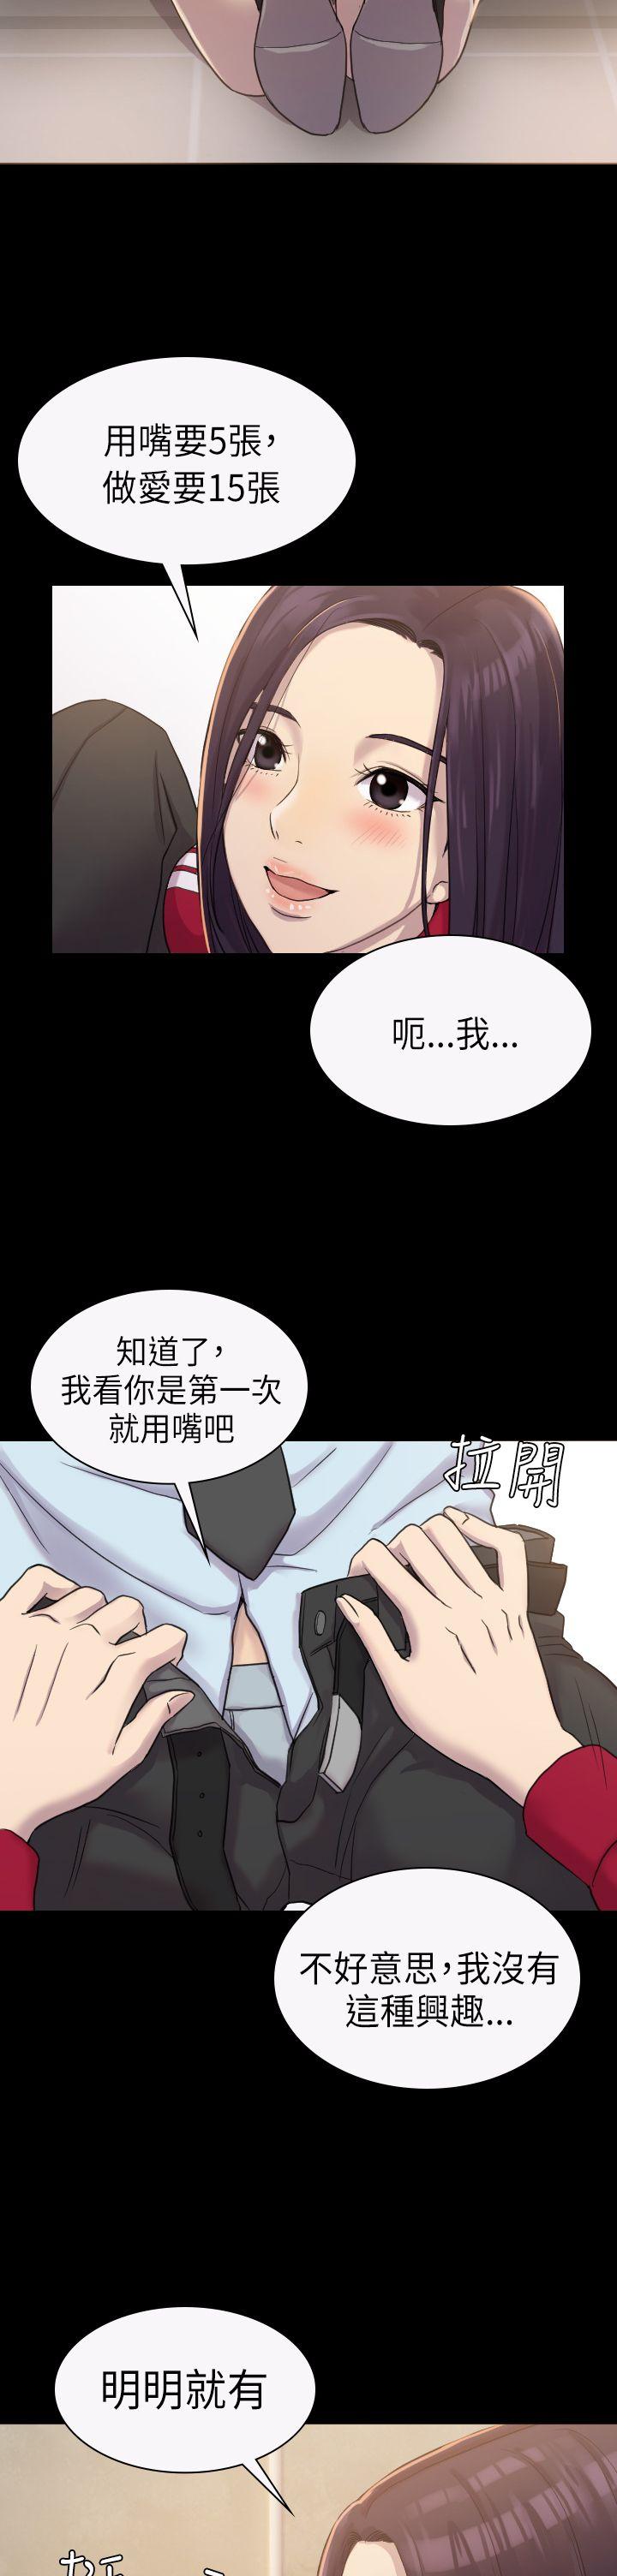 用嘴要5張，
做愛要15張
呃...我...
知道了，
我看你是第一次
就用嘴吧
拉開
不好意思，我沒有
這種興趣...
明明就有